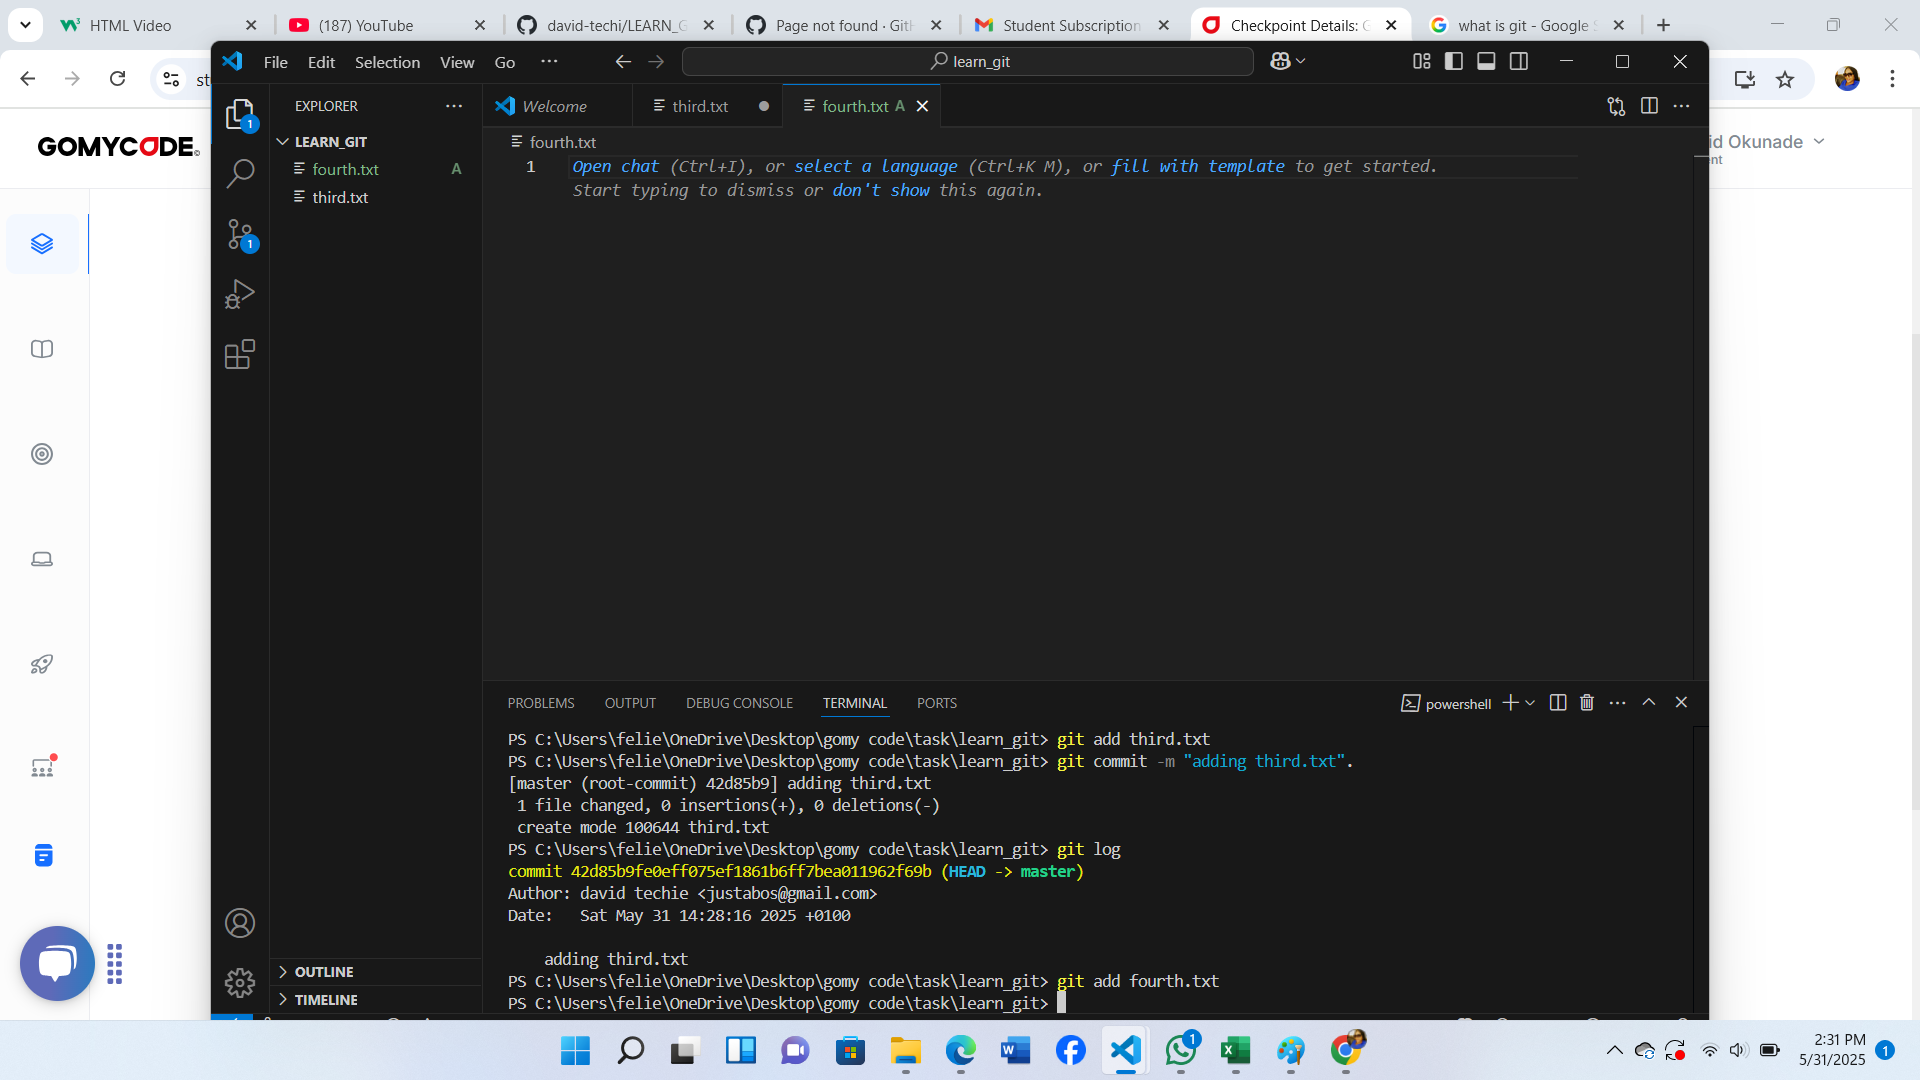 HTML Video
(187) YouTube
david-techi/LEARN_G
Page not found · GitH
Student Subscription
Checkpoint Details: G
what is git - Google S
File Edit Selection View Go
learn_git
st
GOMYCODE
id Okunade
nt
EXPLORER
LEARN_GIT
fourth.txt A
third.txt
Welcome
third.txt
fourth.txt A
fourth.txt
1 Open chat (Ctrl+I), or select a language (Ctrl+K M), or fill with template to get started.
Start typing to dismiss or don't show this again.
1
1
OUTLINE
TIMELINE
PROBLEMS OUTPUT DEBUG CONSOLE TERMINAL PORTS
powershell
PS C:\Users\felie\OneDrive\Desktop\gomy code\task\learn_git> git add third.txt
PS C:\Users\felie\OneDrive\Desktop\gomy code\task\learn_git> git commit -m "adding third.txt".
[master (root-commit) 42d85b9] adding third.txt
1 file changed, 0 insertions(+), 0 deletions(-)
create mode 100644 third.txt
PS C:\Users\felie\OneDrive\Desktop\gomy code\task\learn_git> git log
commit 42d85b9fe0eff075ef1861b6ff7bea011962f69b (HEAD -> master)
Author: david techie <justabos@gmail.com>
Date: Sat May 31 14:28:16 2025 +0100
adding third.txt
PS C:\Users\felie\OneDrive\Desktop\gomy code\task\learn_git> git add fourth.txt
PS C:\Users\felie\OneDrive\Desktop\gomy code\task\learn_git>
1
2:31 PM
5/31/2025
1